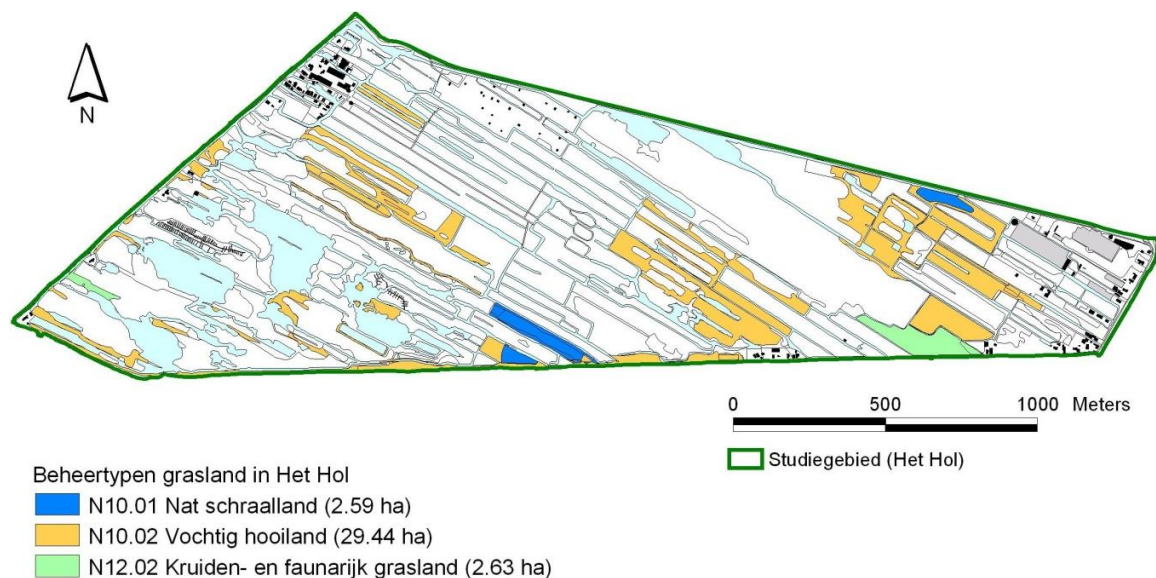 N
0 500 1000 Meters
Studiegebied (Het Hol)
Beheertypen grasland in Het Hol
N10.01 Nat schraalland (2.59 ha)
N10.02 Vochtig hooiland (29.44 ha)
N12.02 Kruiden- en faunarijk grasland (2.63 ha)